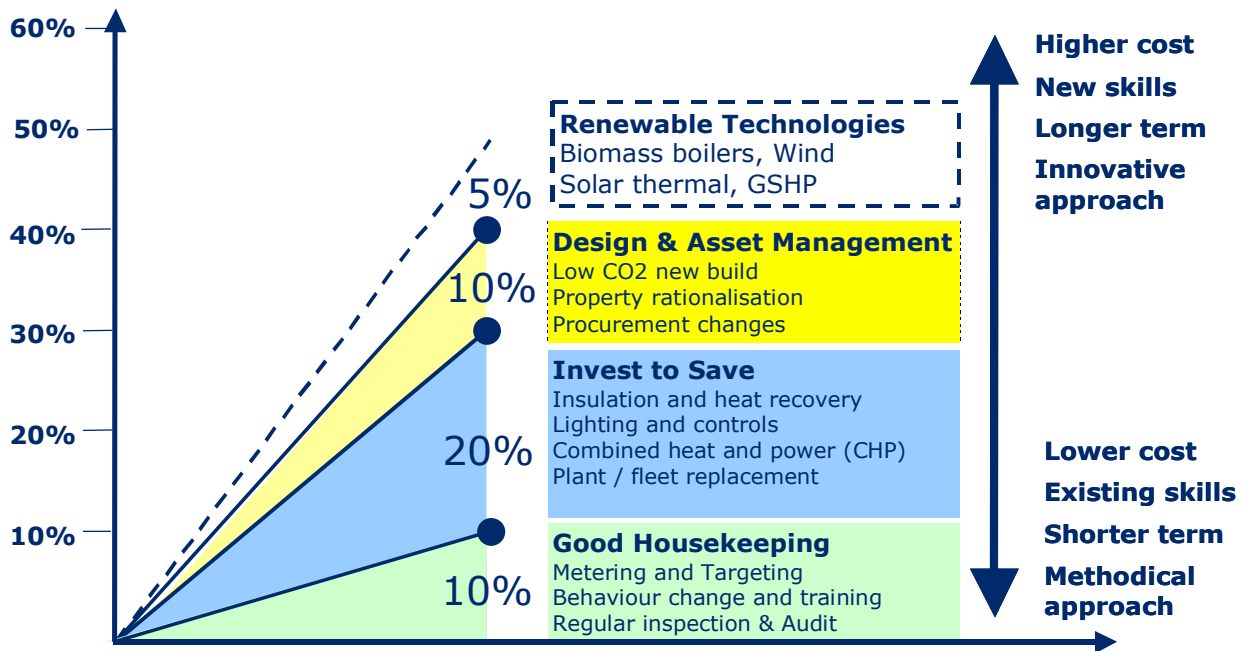 60%
50%
40%
30%
20%
10%
5%
10%
20%
10%
Renewable Technologies
Biomass boilers, Wind
Solar thermal, GSHP
Design & Asset Management
Low CO2 new build
Property rationalisation
Procurement changes
Invest to Save
Insulation and heat recovery
Lighting and controls
Combined heat and power (CHP)
Plant / fleet replacement
Good Housekeeping
Metering and Targeting
Behaviour change and training
Regular inspection & Audit
Higher cost
New skills
Longer term
Innovative
approach
Lower cost
Existing skills
Shorter term
Methodical
approach